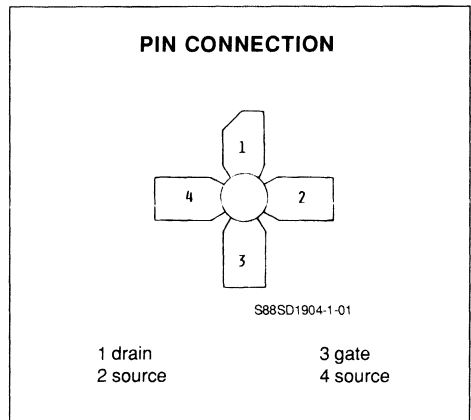 PIN CONNECTION
1
4
2
3
S88SD1904-1-01
1 drain 3 gate
2 source 4 source